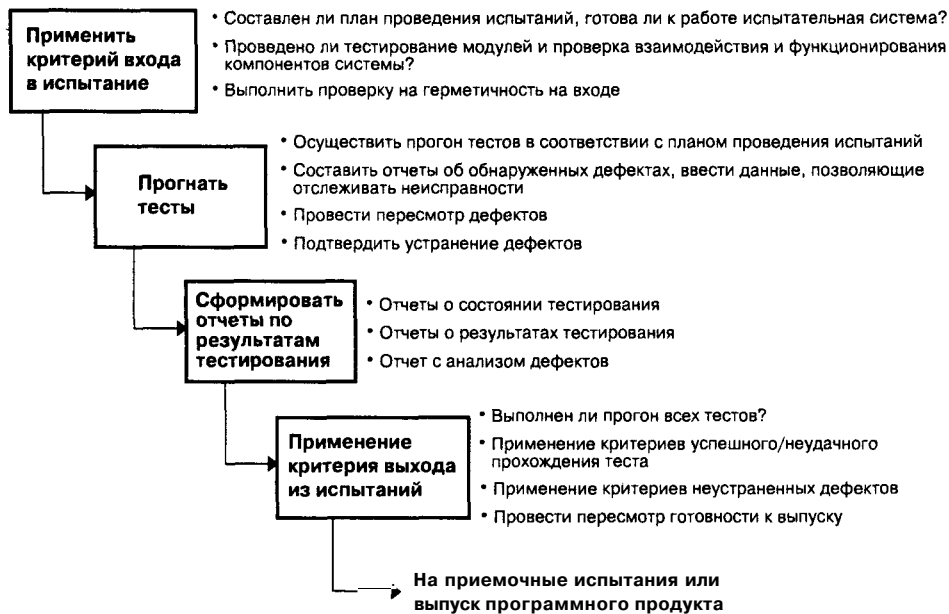 Применить
критерий входа
в испытание
• Составлен ли план проведения испытаний, готова ли к работе испытательная система?
• Проведено ли тестирование модулей и проверка взаимодействия и функционирования
компонентов системы?
• Выполнить проверку на герметичность на входе
Прогнать
тесты
• Осуществить прогон тестов в соответствии с планом проведения испытаний
• Составить отчеты об обнаруженных дефектах, ввести данные, позволяющие
отслеживать неисправности
• Провести пересмотр дефектов
• Подтвердить устранение дефектов
Сформировать
отчеты по
результатам
тестирования
• Отчеты о состоянии тестирования
• Отчеты о результатах тестирования
• Отчет с анализом дефектов
Применение
критерия выхода
из испытаний
• Выполнен ли прогон всех тестов?
• Применение критериев успешного/неудачного
прохождения теста
• Применение критериев неустраненных дефектов
• Провести пересмотр готовности к выпуску
На приемочные испытания или
выпуск программного продукта